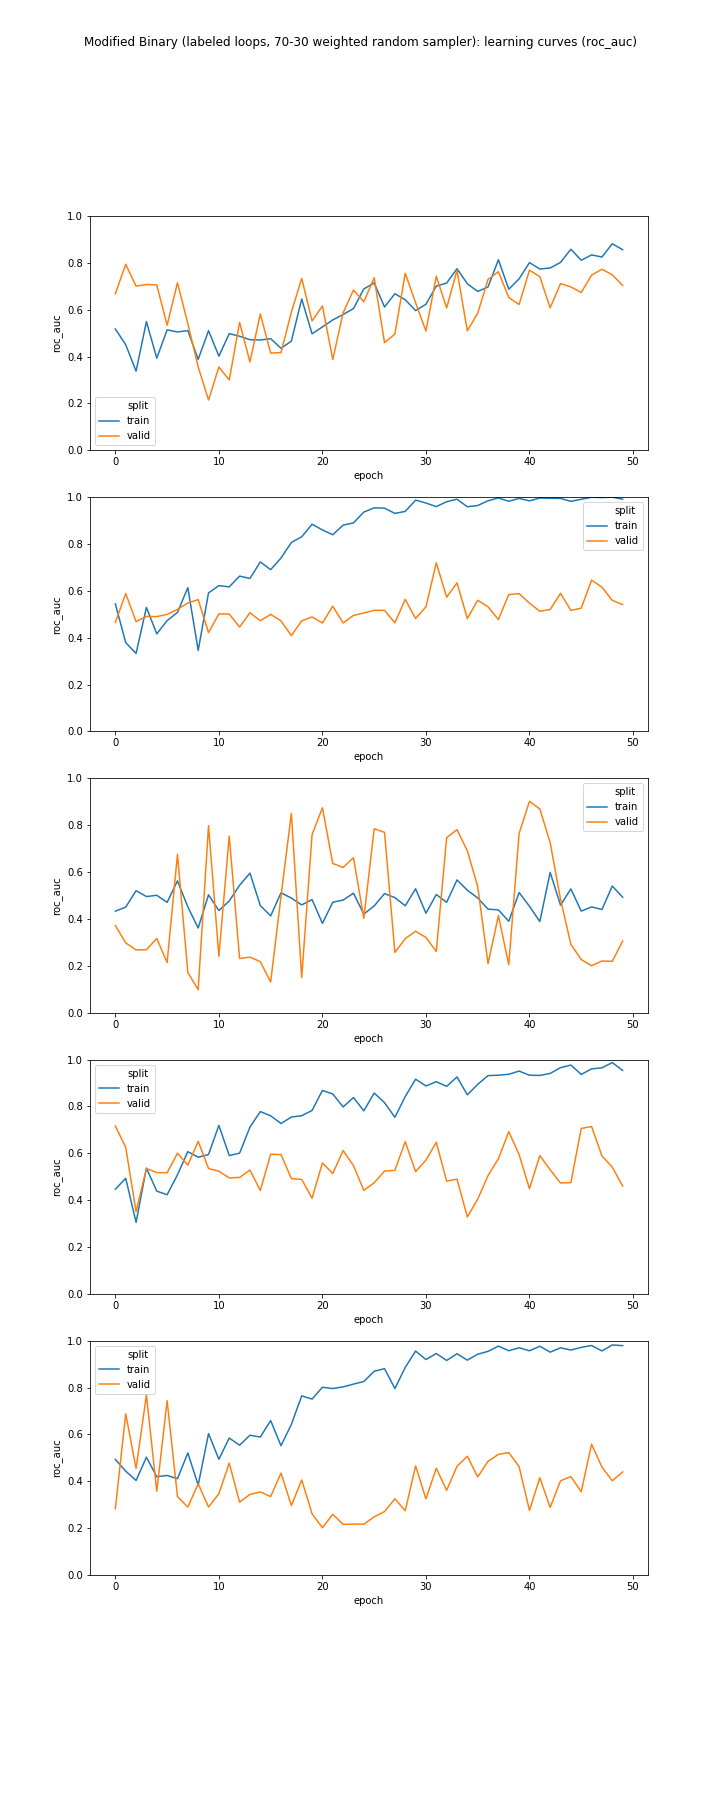 Modified Binary (labeled loops, 70-30 weighted random sampler): learning curves (roc_auc)
1.0
0.8
0.6
0.4
0.2
0.0
roc_auc
split
train
valid
0 10 20 30 40 50
epoch
1.0
0.8
0.6
0.4
0.2
0.0
roc_auc
split
train
valid
0 10 20 30 40 50
epoch
1.0
0.8
0.6
0.4
0.2
0.0
roc_auc
split
train
valid
0 10 20 30 40 50
epoch
1.0
0.8
0.6
0.4
0.2
0.0
roc_auc
split
train
valid
0 10 20 30 40 50
epoch
1.0
0.8
0.6
0.4
0.2
0.0
roc_auc
split
train
valid
0 10 20 30 40 50
epoch